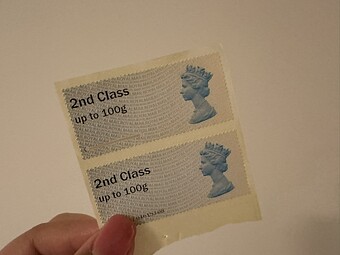 2nd Class
up to 100g
2nd Class
up to 100g